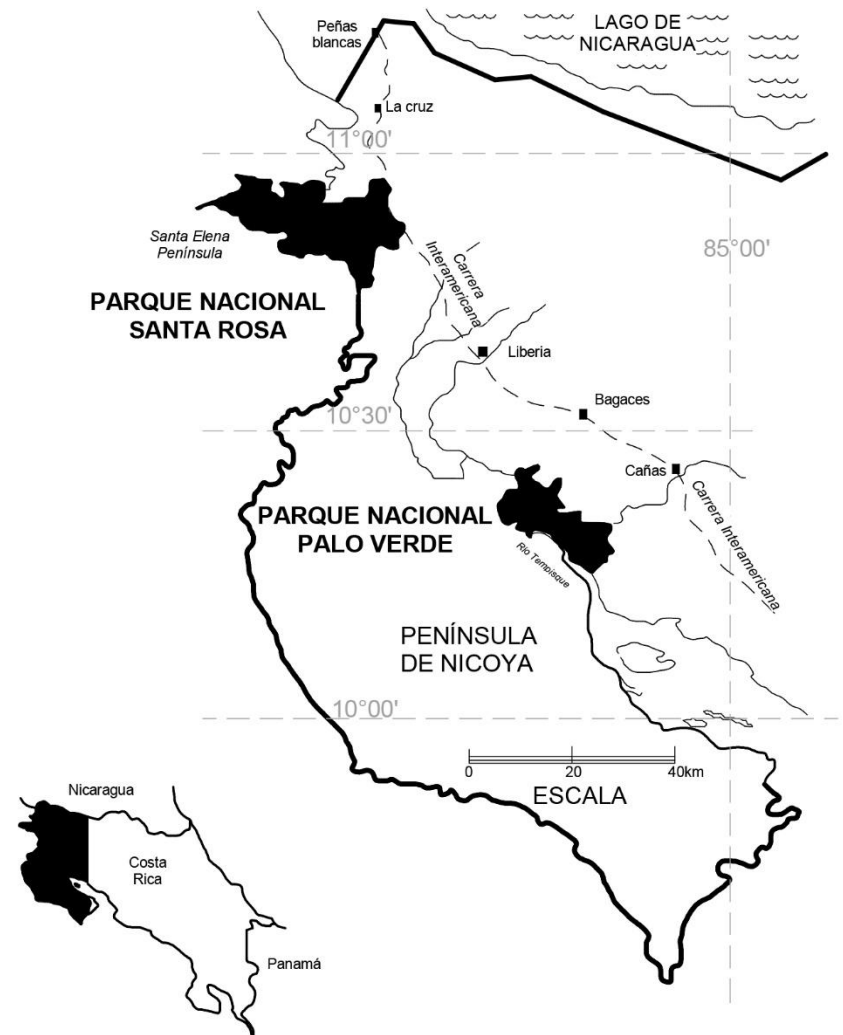 LAGO DE
NICARAGUA
Peñas
blancas
La cruz
11°00'
Santa Elena
Península
85°00'
Carrera
Interamericana
PARQUE NACIONAL
SANTA ROSA
Liberia
Bagaces
10°30'
Cañas
PARQUE NACIONAL
PALO VERDE
Rio Tempisque
Carrera Interamericana
PENÍNSULA
DE NICOYA
10°00'
0 20 40km
ESCALA
Nicaragua
Costa
Rica
Panamá